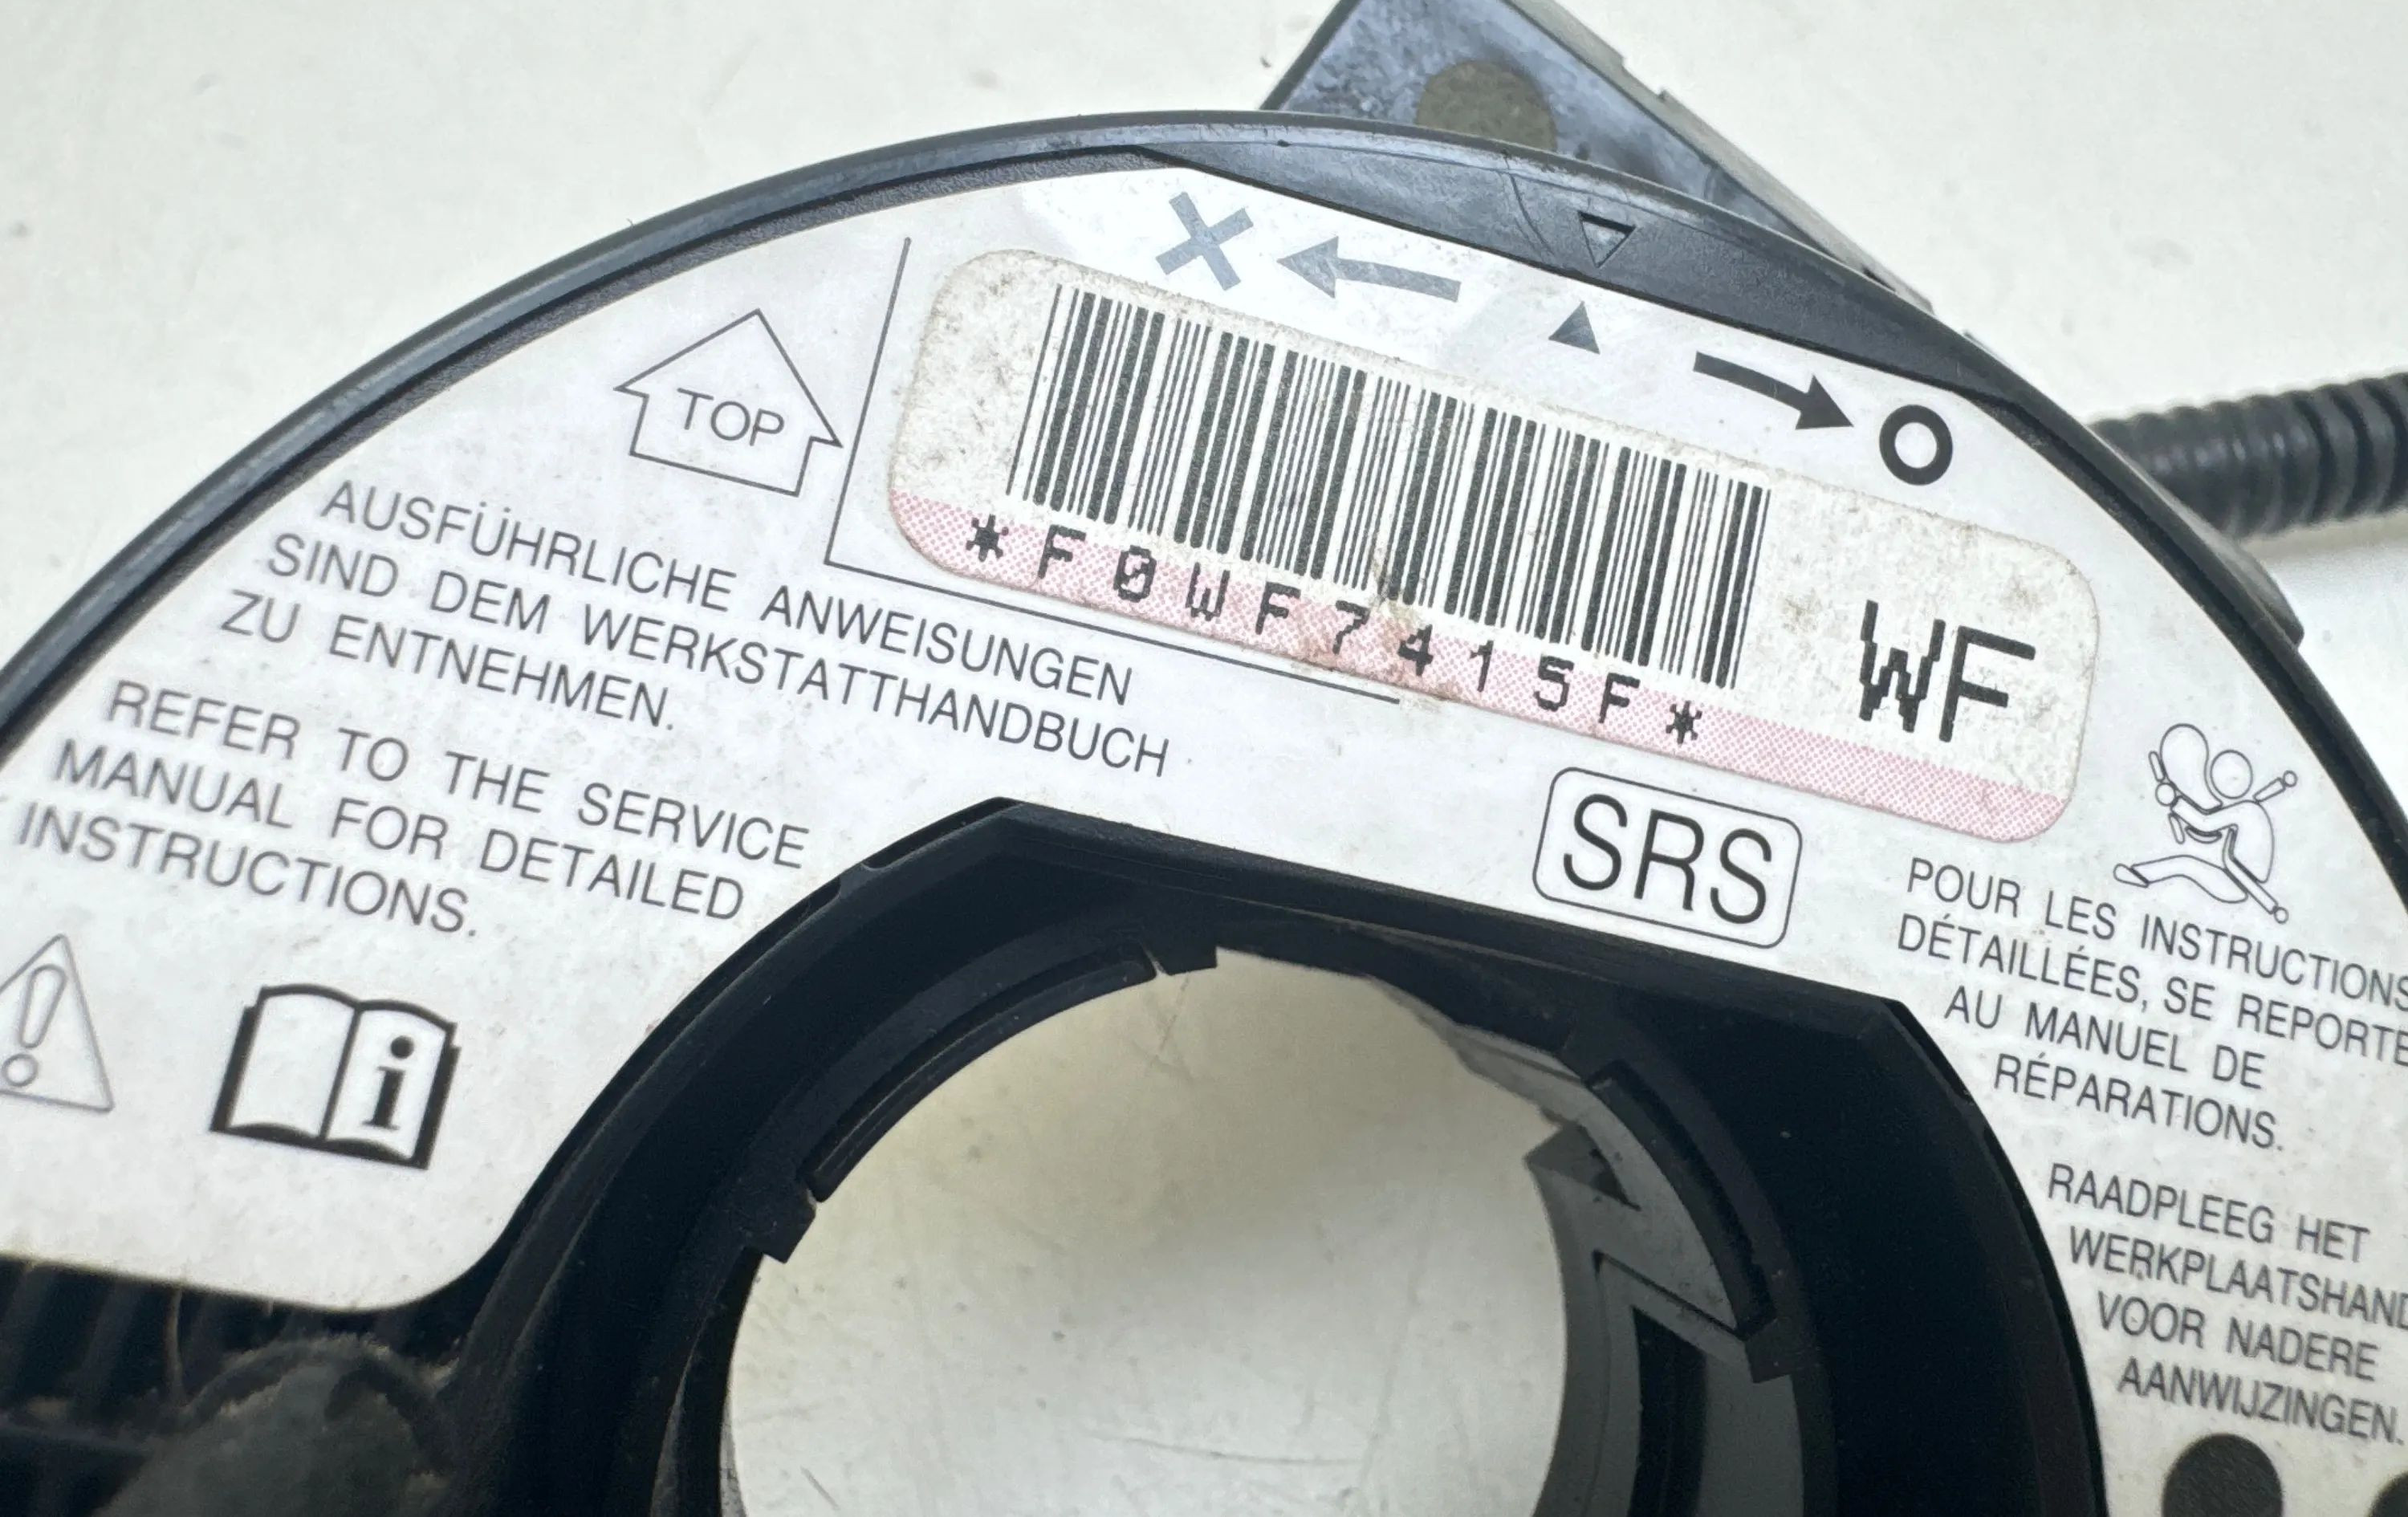 TOP
*F0WF7415F*
WF
AUSFÜHRLICHE ANWEISUNGEN
SIND DEM WERKSTATTHANDBUCH
ZU ENTNEHMEN.
REFER TO THE SERVICE
MANUAL FOR DETAILED
INSTRUCTIONS.
SRS
POUR LES INSTRUCTIONS
DÉTAILLÉES, SE REPORTE
AU MANUEL DE
RÉPARATIONS.
RAADPLEEG HET
WERKPLAATSHAND
VOOR NADERE
AANWIJZINGEN.